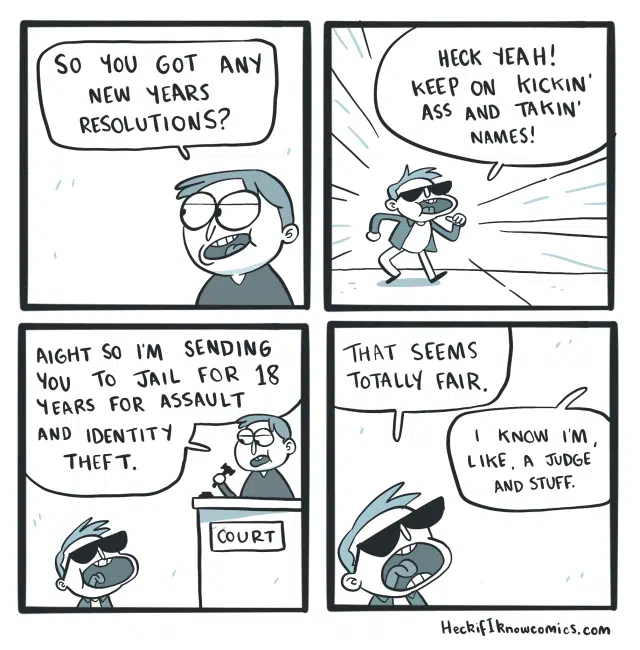 SO YOU GOT ANY
NEW YEARS
RESOLUTIONS?
HECK YEAH!
KEEP ON KICKIN'
ASS AND TAKIN'
NAMES!
AIGHT SO I'M SENDING
YOU TO JAIL FOR 18
YEARS FOR ASSAULT
AND IDENTITY
THEFT.
COURT
THAT SEEMS
TOTALLY FAIR.
I KNOW I'M,
LIKE, A JUDGE
AND STUFF.
HeckifIknowcomics.com